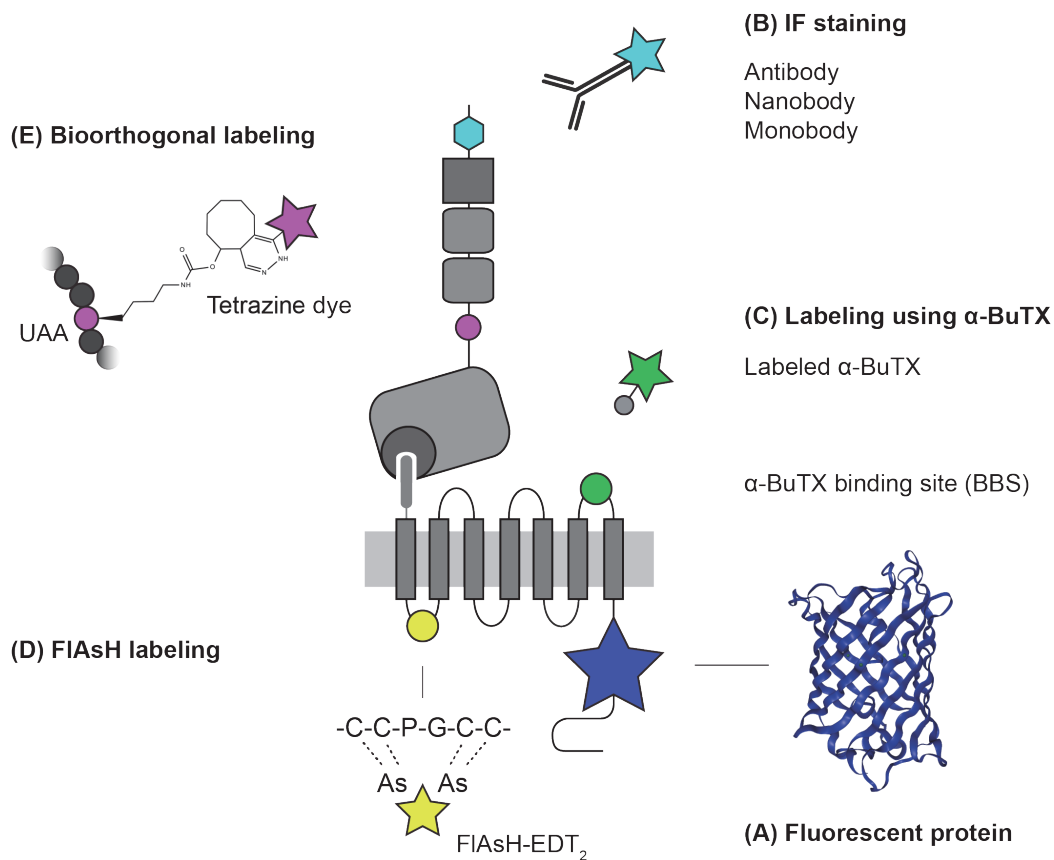 (B) IF staining
Antibody
Nanobody
Monobody
(E) Bioorthogonal labeling
O
NH
O
N
NH
Tetrazine dye
UAA
(C) Labeling using α-BuTX
Labeled α-BuTX
α-BuTX binding site (BBS)
(D) FlAsH labeling
-C-C-P-G-C-C-
As As
FlAsH-EDT₂
(A) Fluorescent protein